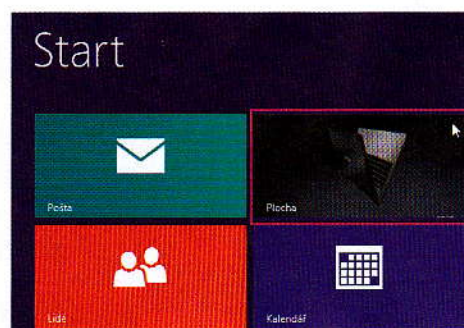 Start
Pošta
Plocha
Lidé
Kalendář